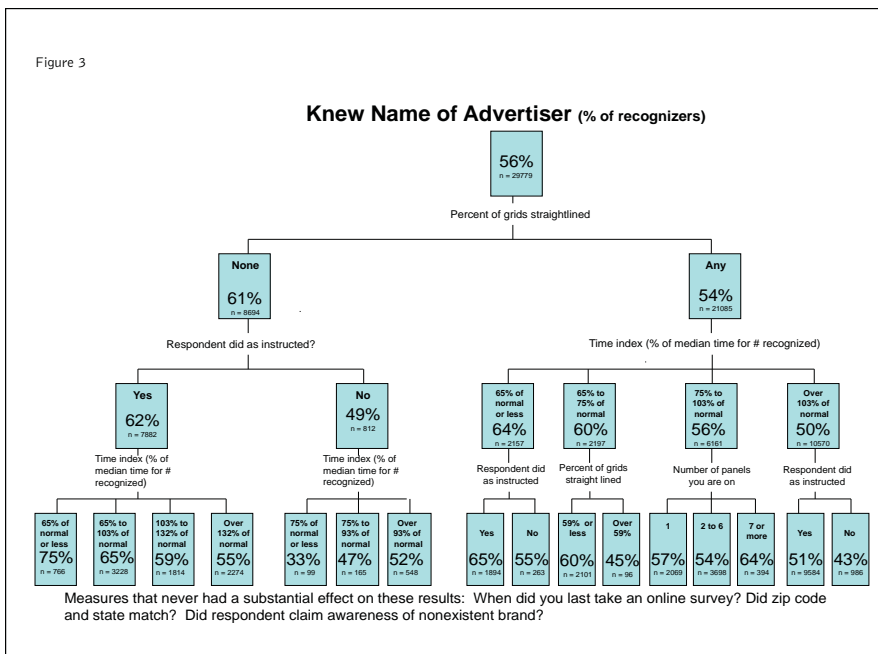 Figure 3
Knew Name of Advertiser (% of recognizers)
56%
n = 29779
Percent of grids straightlined
None
61%
n = 8694
Any
54%
n = 21085
Respondent did as instructed?
Time index (% of median time for # recognized)
Yes
62%
n = 7882
No
49%
n = 812
65% of
normal
or less
64%
n = 2157
65% to
75% of
normal
60%
n = 2197
75% to
103% of
normal
56%
n = 6161
Over
103% of
normal
50%
n = 10570
Time index (% of
median time for #
recognized)
Time index (% of
median time for #
recognized)
Respondent did
as instructed
Percent of grids
straight lined
Number of panels
you are on
Respondent did
as instructed
65% of
normal
or less
75%
n = 766
65% to
103% of
normal
65%
n = 3228
103% to
132% of
normal
59%
n = 1814
Over
132% of
normal
55%
n = 2274
75% of
normal
or less
33%
n = 99
75% to
93% of
normal
47%
n = 165
Over
93% of
normal
52%
n = 548
Yes
65%
n = 1894
No
55%
n = 263
59% or
less
60%
n = 2101
Over
59%
45%
n = 96
1
57%
n = 2069
2 to 6
54%
n = 3698
7 or
more
64%
n = 394
Yes
51%
n = 9584
No
43%
n = 986
Measures that never had a substantial effect on these results: When did you last take an online survey? Did zip code
and state match? Did respondent claim awareness of nonexistent brand?